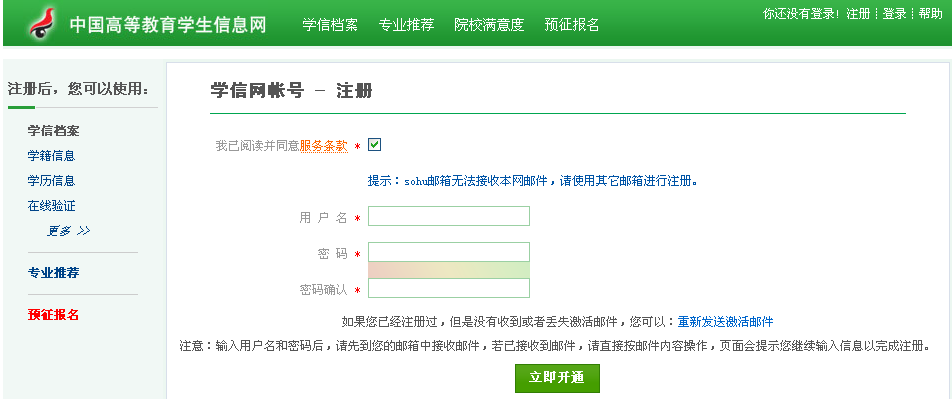 中国高等教育学生信息网 学信档案 专业推荐 院校满意度 预征报名 你还没有登录! 注册 | 登录 | 帮助
注册后，您可以使用：
学信档案
学籍信息
学历信息
在线验证
更多 >>
专业推荐
预征报名
学信网帐号 - 注册
我已阅读并同意服务条款 *
提示：sohu邮箱无法接收本网邮件，请使用其它邮箱进行注册。
用 户 名 *
密 码 *
密码确认 *
如果您已经注册过，但是没有收到或者丢失激活邮件，您可以：重新发送激活邮件
注意：输入用户名和密码后，请先到您的邮箱中接收邮件，若已接收到邮件，请直接按邮件内容操作，页面会提示您继续输入信息以完成注册。
立即开通